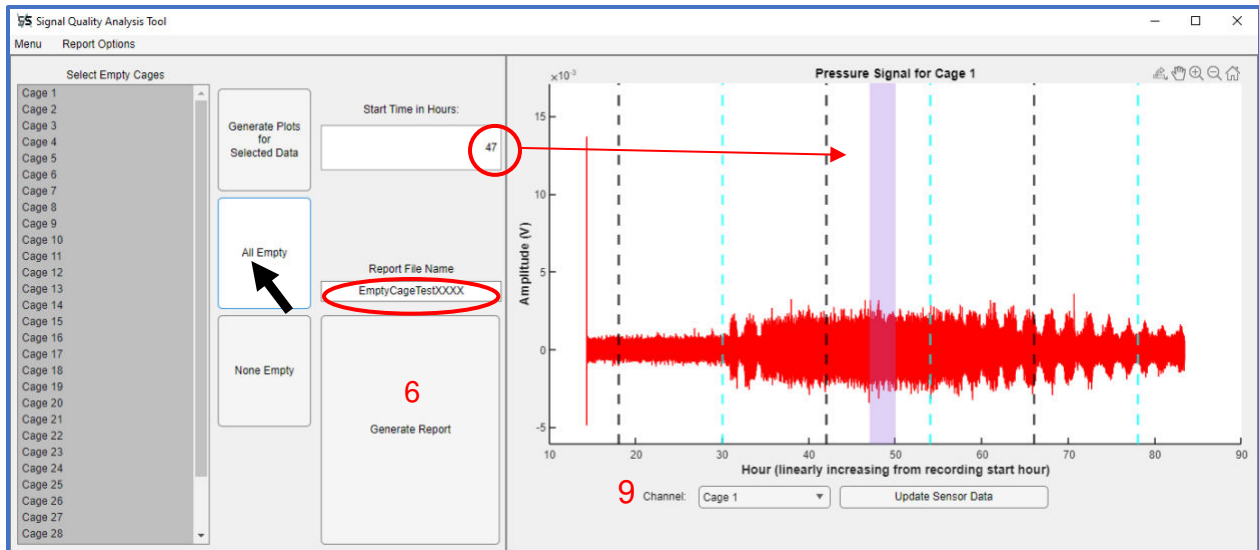 Signal Quality Analysis Tool
Menu Report Options
Select Empty Cages
Cage 1
Cage 2
Cage 3
Cage 4
Cage 5
Cage 6
Cage 7
Cage 8
Cage 9
Cage 10
Cage 11
Cage 12
Cage 13
Cage 14
Cage 15
Cage 16
Cage 17
Cage 18
Cage 19
Cage 20
Cage 21
Cage 22
Cage 23
Cage 24
Cage 25
Cage 26
Cage 27
Cage 28
Generate Plots
for
Selected Data
All Empty
None Empty
Start Time in Hours:
47
Report File Name
EmptyCageTestXXXX
6
Generate Report
×10⁻³
Pressure Signal for Cage 1
Amplitude (V)
15
10
5
0
-5
10 20 30 40 50 60 70 80 90
Hour (linearly increasing from recording start hour)
9 Channel: Cage 1 Update Sensor Data